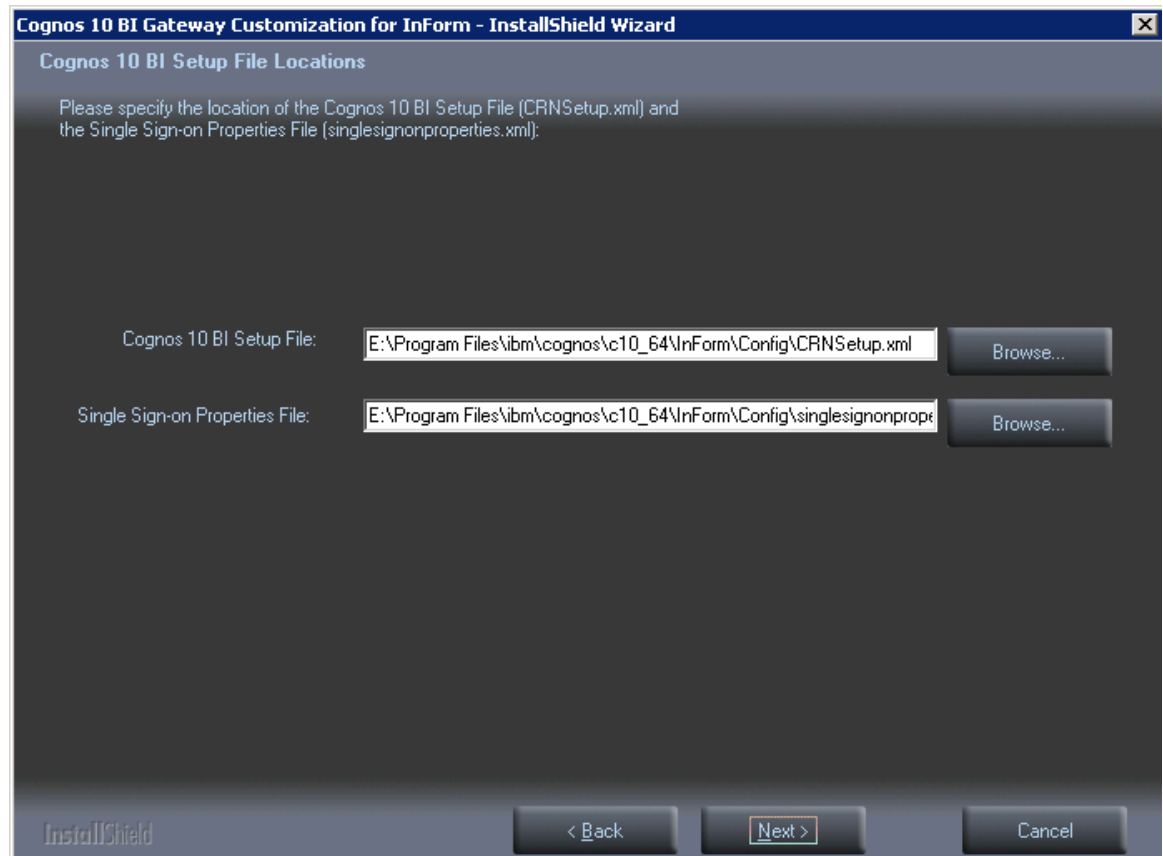 Cognos 10 BI Gateway Customization for InForm - InstallShield Wizard
Cognos 10 BI Setup File Locations
Please specify the location of the Cognos 10 BI Setup File (CRNSetup.xml) and
the Single Sign-on Properties File (singlesignonproperties.xml):
Cognos 10 BI Setup File: E:\Program Files\ibm\cognos\c10_64\InForm\Config\CRNSetup.xml Browse...
Single Sign-on Properties File: E:\Program Files\ibm\cognos\c10_64\InForm\Config\singlesignonprope Browse...
InstallShield < Back Next > Cancel